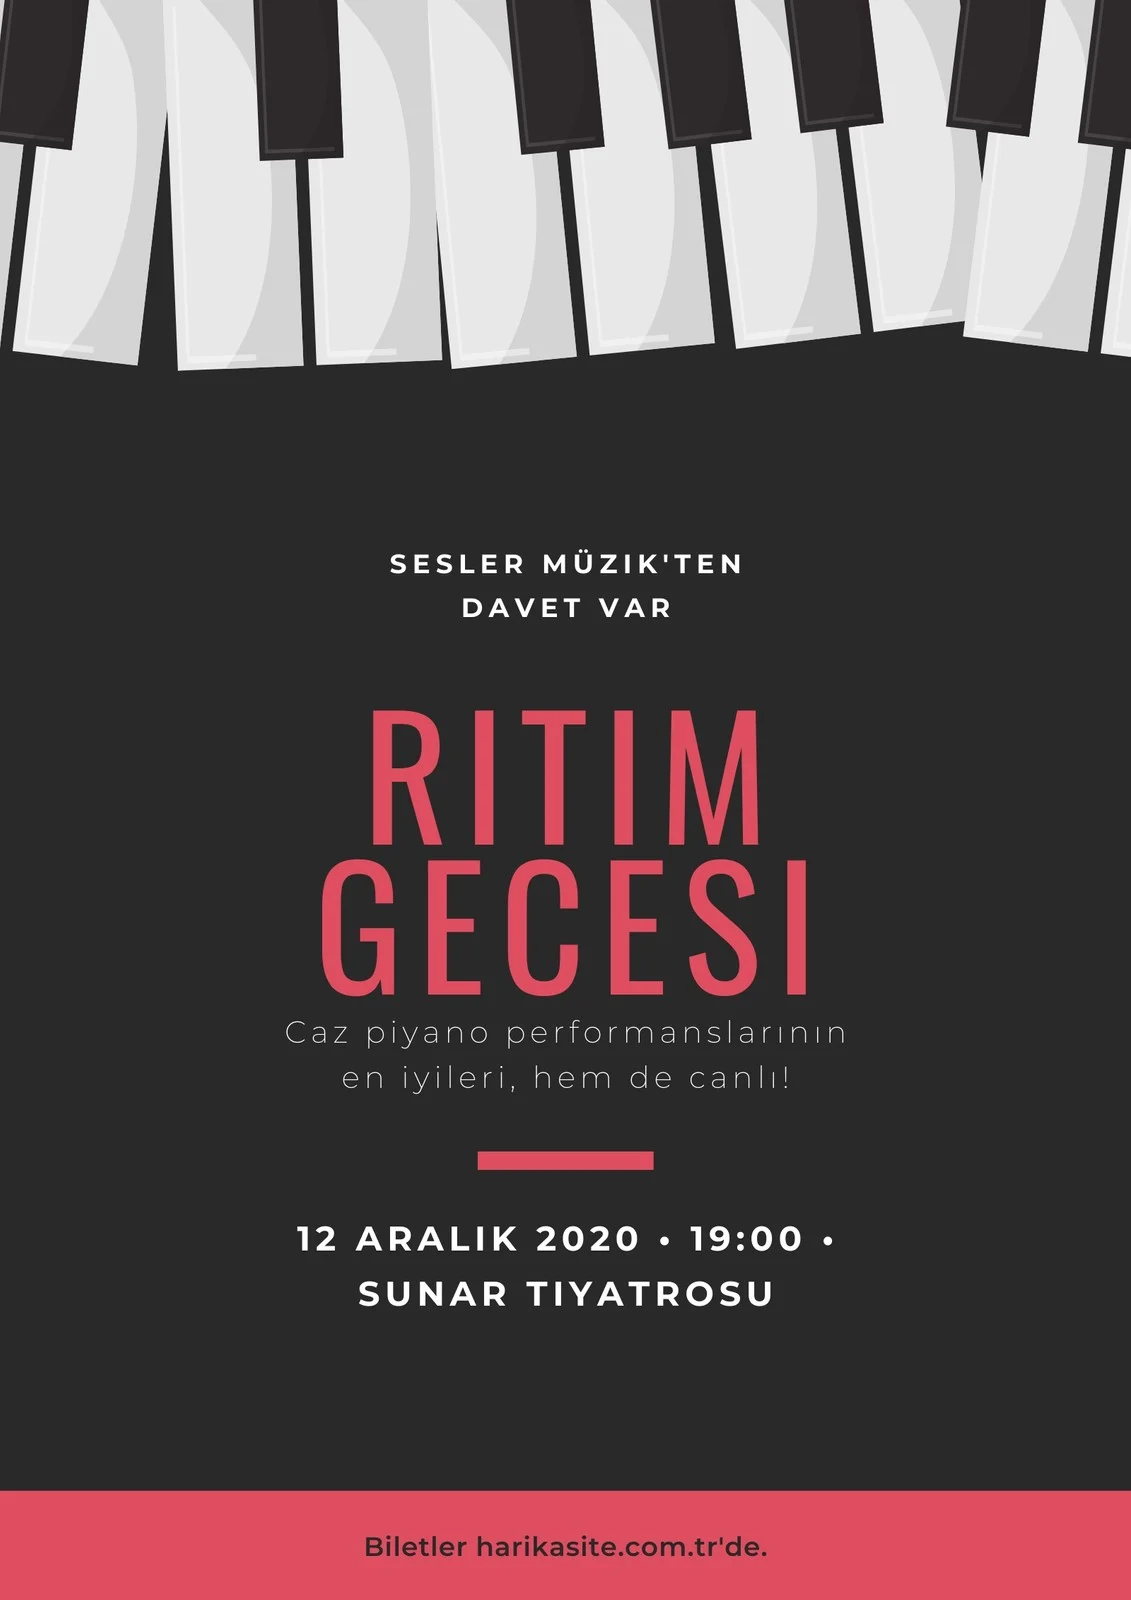 SESLER MÜZIK'TEN
DAVET VAR
RITIM
GECESI
Caz piyano performanslarının
en iyileri, hem de canlı!
12 ARALIK 2020 • 19:00 •
SUNAR TIYATROSU
Biletler harikasite.com.tr'de.